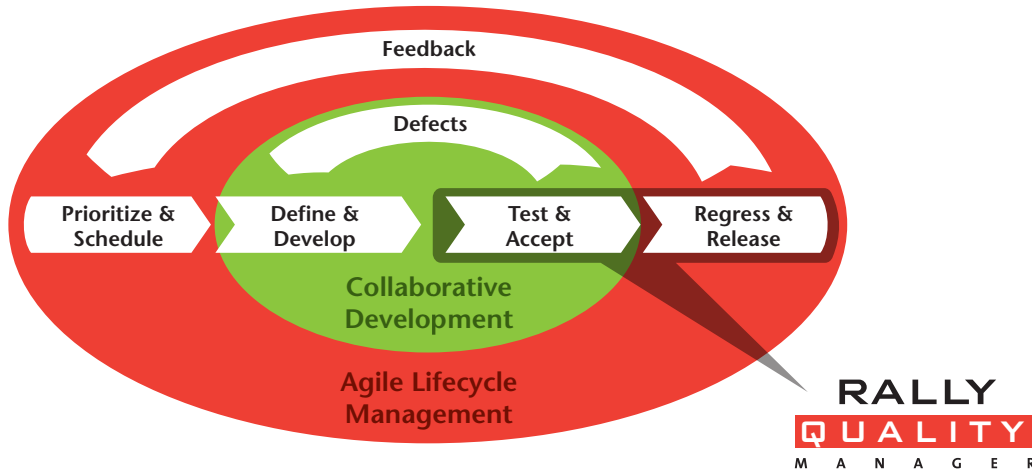 Feedback
Defects
Prioritize &
Schedule
Define &
Develop
Test &
Accept
Regress &
Release
Collaborative
Development
Agile Lifecycle
Management
RALLY
QUALITY
MANAGER